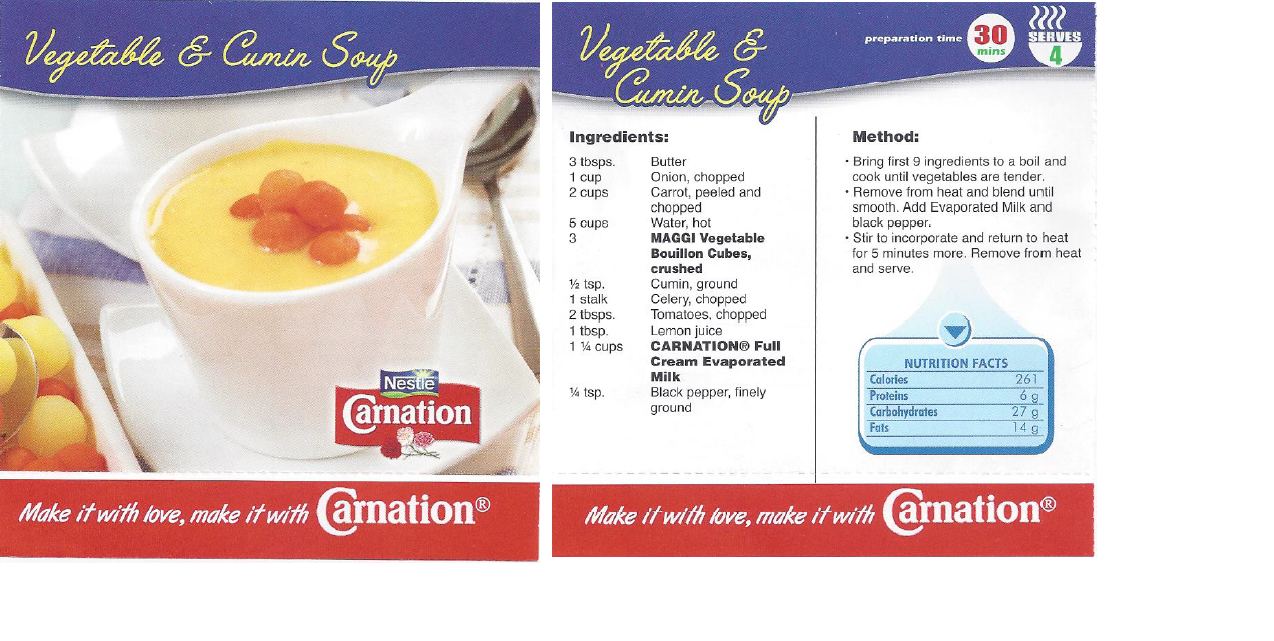 Vegetable & Cumin Soup
Nestlé
Carnation
Make it with love, make it with Carnation®
Vegetable &
Cumin Soup
preparation time 30 mins
SERVES 4
Ingredients:
3 tbsps. Butter
1 cup Onion, chopped
2 cups Carrot, peeled and
chopped
5 cups Water, hot
3 MAGGI Vegetable
Bouillon Cubes,
crushed
½ tsp. Cumin, ground
1 stalk Celery, chopped
2 tbsps. Tomatoes, chopped
1 tbsp. Lemon juice
1 ¼ cups CARNATION® Full
Cream Evaporated
Milk
¼ tsp. Black pepper, finely
ground
Method:
• Bring first 9 ingredients to a boil and
cook until vegetables are tender.
• Remove from heat and blend until
smooth. Add Evaporated Milk and
black pepper.
• Stir to incorporate and return to heat
for 5 minutes more. Remove from heat
and serve.
NUTRITION FACTS
Calories 261
Proteins 6 g
Carbohydrates 27 g
Fats 14 g
Make it with love, make it with Carnation®